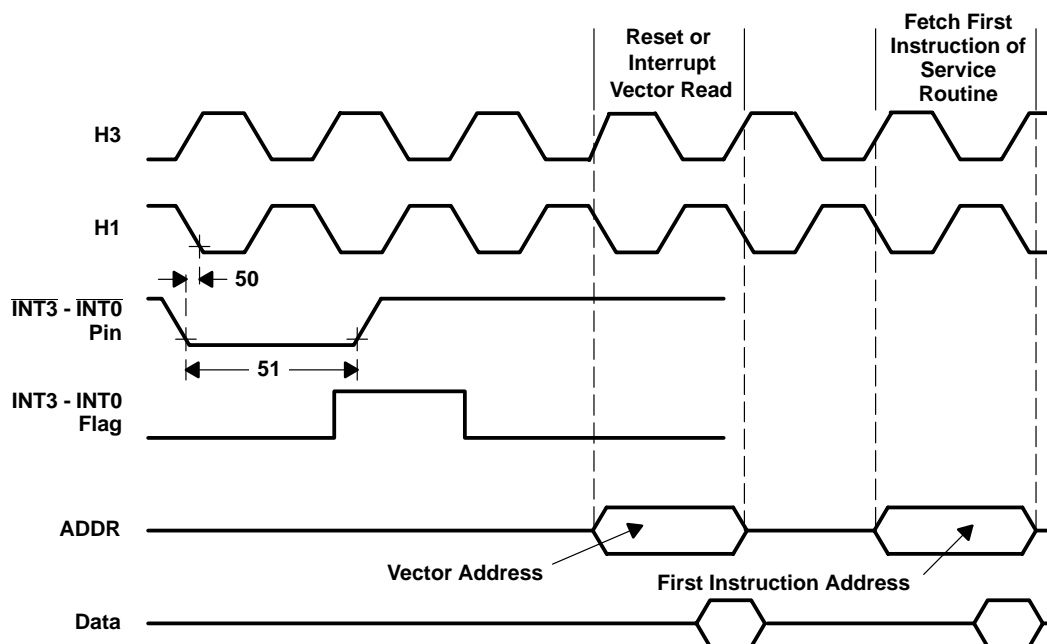 Reset or
Interrupt
Vector Read
Fetch First
Instruction of
Service
Routine
H3
H1
50
INT3 - INT0
Pin
51
INT3 - INT0
Flag
ADDR
Vector Address
First Instruction Address
Data